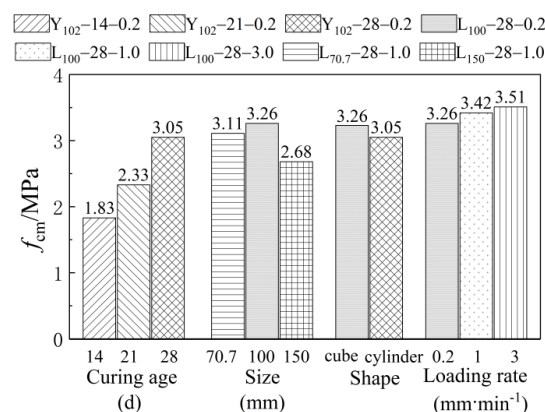 Y102−14−0.2 Y102−21−0.2 Y102−28−0.2 L100−28−0.2
L100−28−1.0 L100−28−3.0 L70.7−28−1.0 L150−28−1.0
fcm/MPa
4
3
2
1
0
1.83 2.33 3.05 3.11 3.26 2.68 3.26 3.05 3.26 3.42 3.51
14 21 28 70.7 100 150 cube cylinder 0.2 1 3
Curing age Size Shape Loading rate
(d) (mm) (mm·min-1)